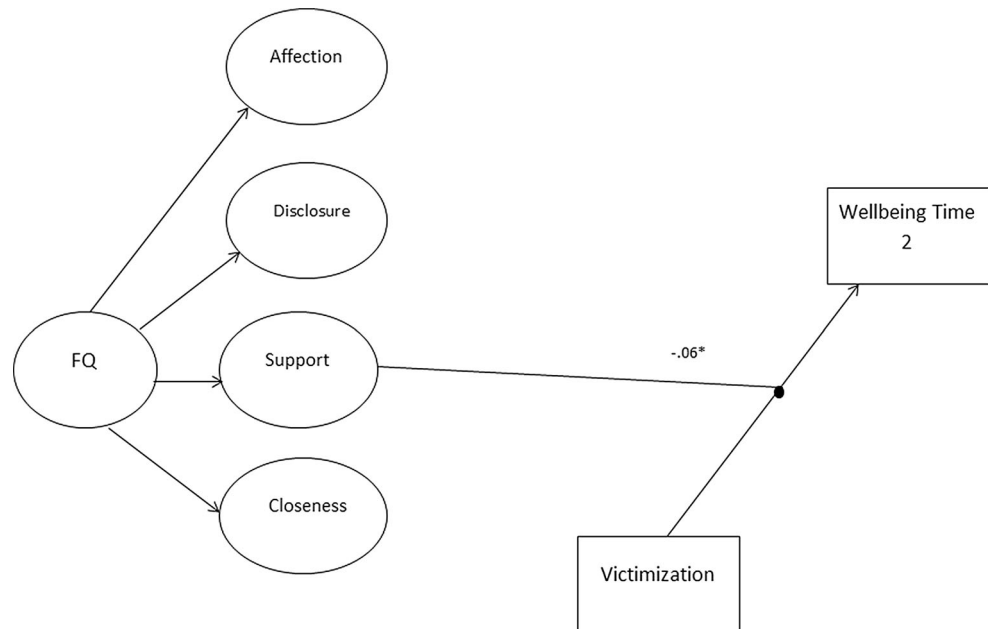 Affection
Disclosure
Wellbeing Time
2
FQ
Support
-.06*
Closeness
Victimization